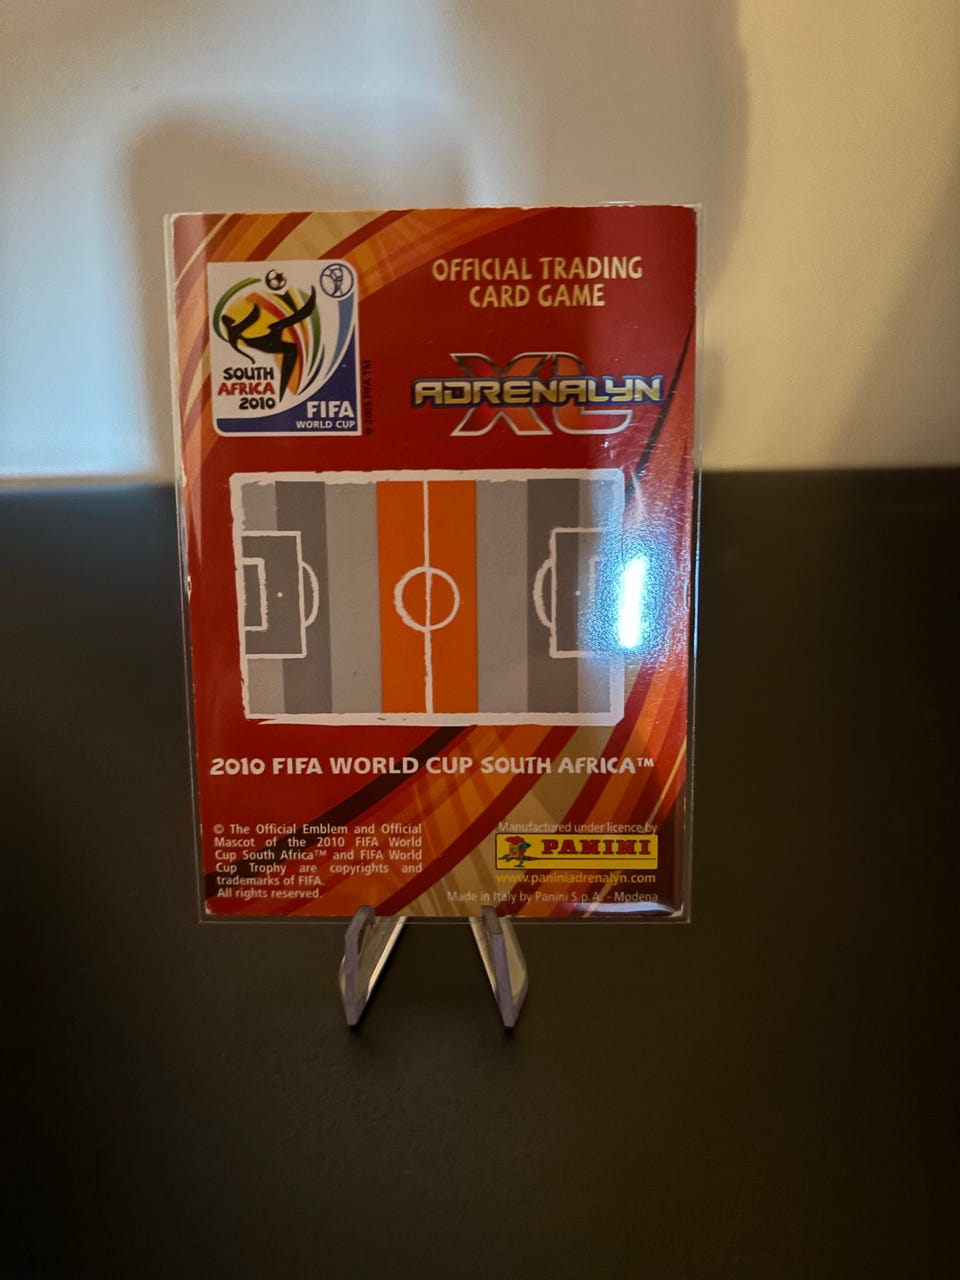 OFFICIAL TRADING
CARD GAME
SOUTH
AFRICA
2010
FIFA
WORLD CUP
© 2005 FIFA TM
ADRENALYN
XL
2010 FIFA WORLD CUP SOUTH AFRICA™
© The Official Emblem and Official
Mascot of the 2010 FIFA World
Cup South Africa™ and FIFA World
Cup Trophy are copyrights and
trademarks of FIFA.
All rights reserved.
Manufactured under licence by
PANINI
www.paniniadrenalyn.com
Made in Italy by Panini S.p.A. - Modena